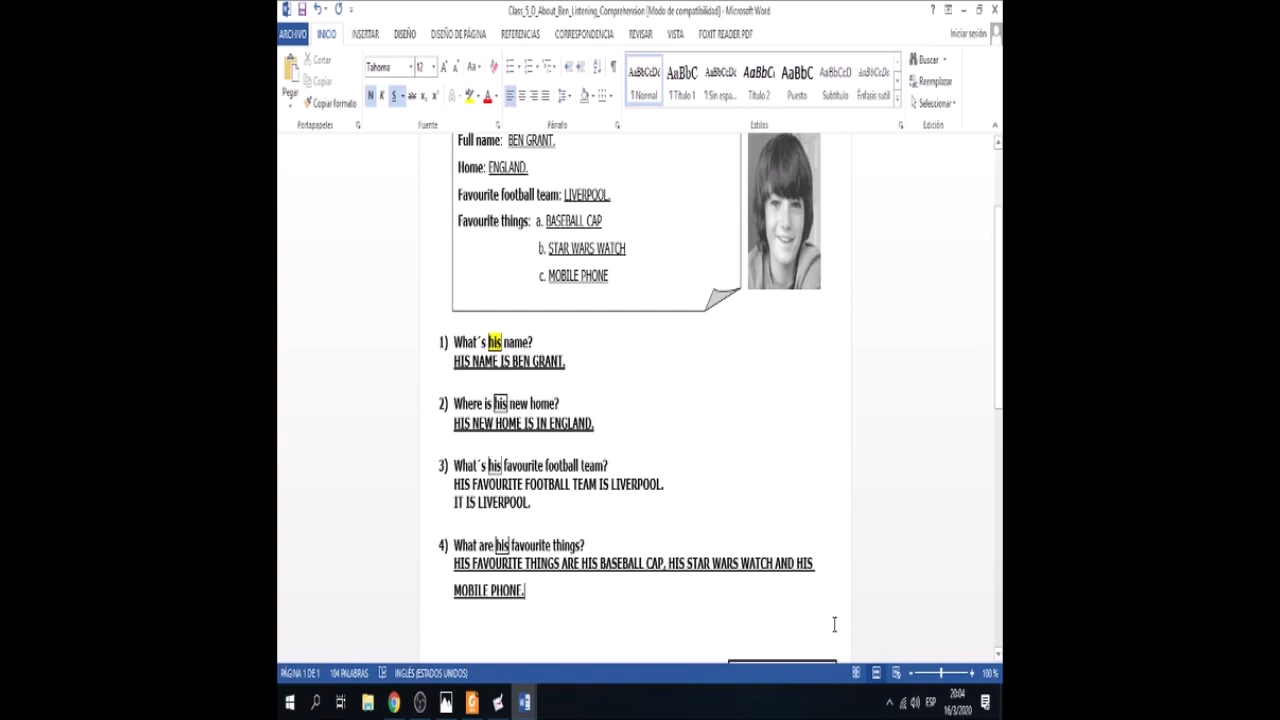 Class_5_D_About_Ben_Listening_Comprehension [Modo de compatibilidad] - Microsoft Word
ARCHIVO INICIO INSERTAR DISEÑO DISEÑO DE PÁGINA REFERENCIAS CORRESPONDENCIA REVISAR VISTA FOXIT READER PDF Iniciar sesión
Pegar
Cortar
Copiar
Copiar formato
Tahoma 12
N K S abc x₂ x²
AaBbCcDc AaBbC AaBbCcDc AaBbCc AaBbC AaBbCcD AaBbCcDc
¶ Normal ¶ Título 1 ¶ Sin espa... Título 2 Puesto Subtítulo Énfasis sutil
Buscar
Reemplazar
Seleccionar
Portapapeles Fuente Párrafo Estilos Edición
Full name: BEN GRANT.
Home: ENGLAND.
Favourite football team: LIVERPOOL.
Favourite things: a. BASEBALL CAP
b. STAR WARS WATCH
c. MOBILE PHONE
1) What´s his name?
HIS NAME IS BEN GRANT.
2) Where is his new home?
HIS NEW HOME IS IN ENGLAND.
3) What´s his favourite football team?
HIS FAVOURITE FOOTBALL TEAM IS LIVERPOOL.
IT IS LIVERPOOL.
4) What are his favourite things?
HIS FAVOURITE THINGS ARE HIS BASEBALL CAP, HIS STAR WARS WATCH AND HIS
MOBILE PHONE.
PÁGINA 1 DE 1 104 PALABRAS INGLÉS (ESTADOS UNIDOS) 100 %
ESP
20:04
16/3/2020